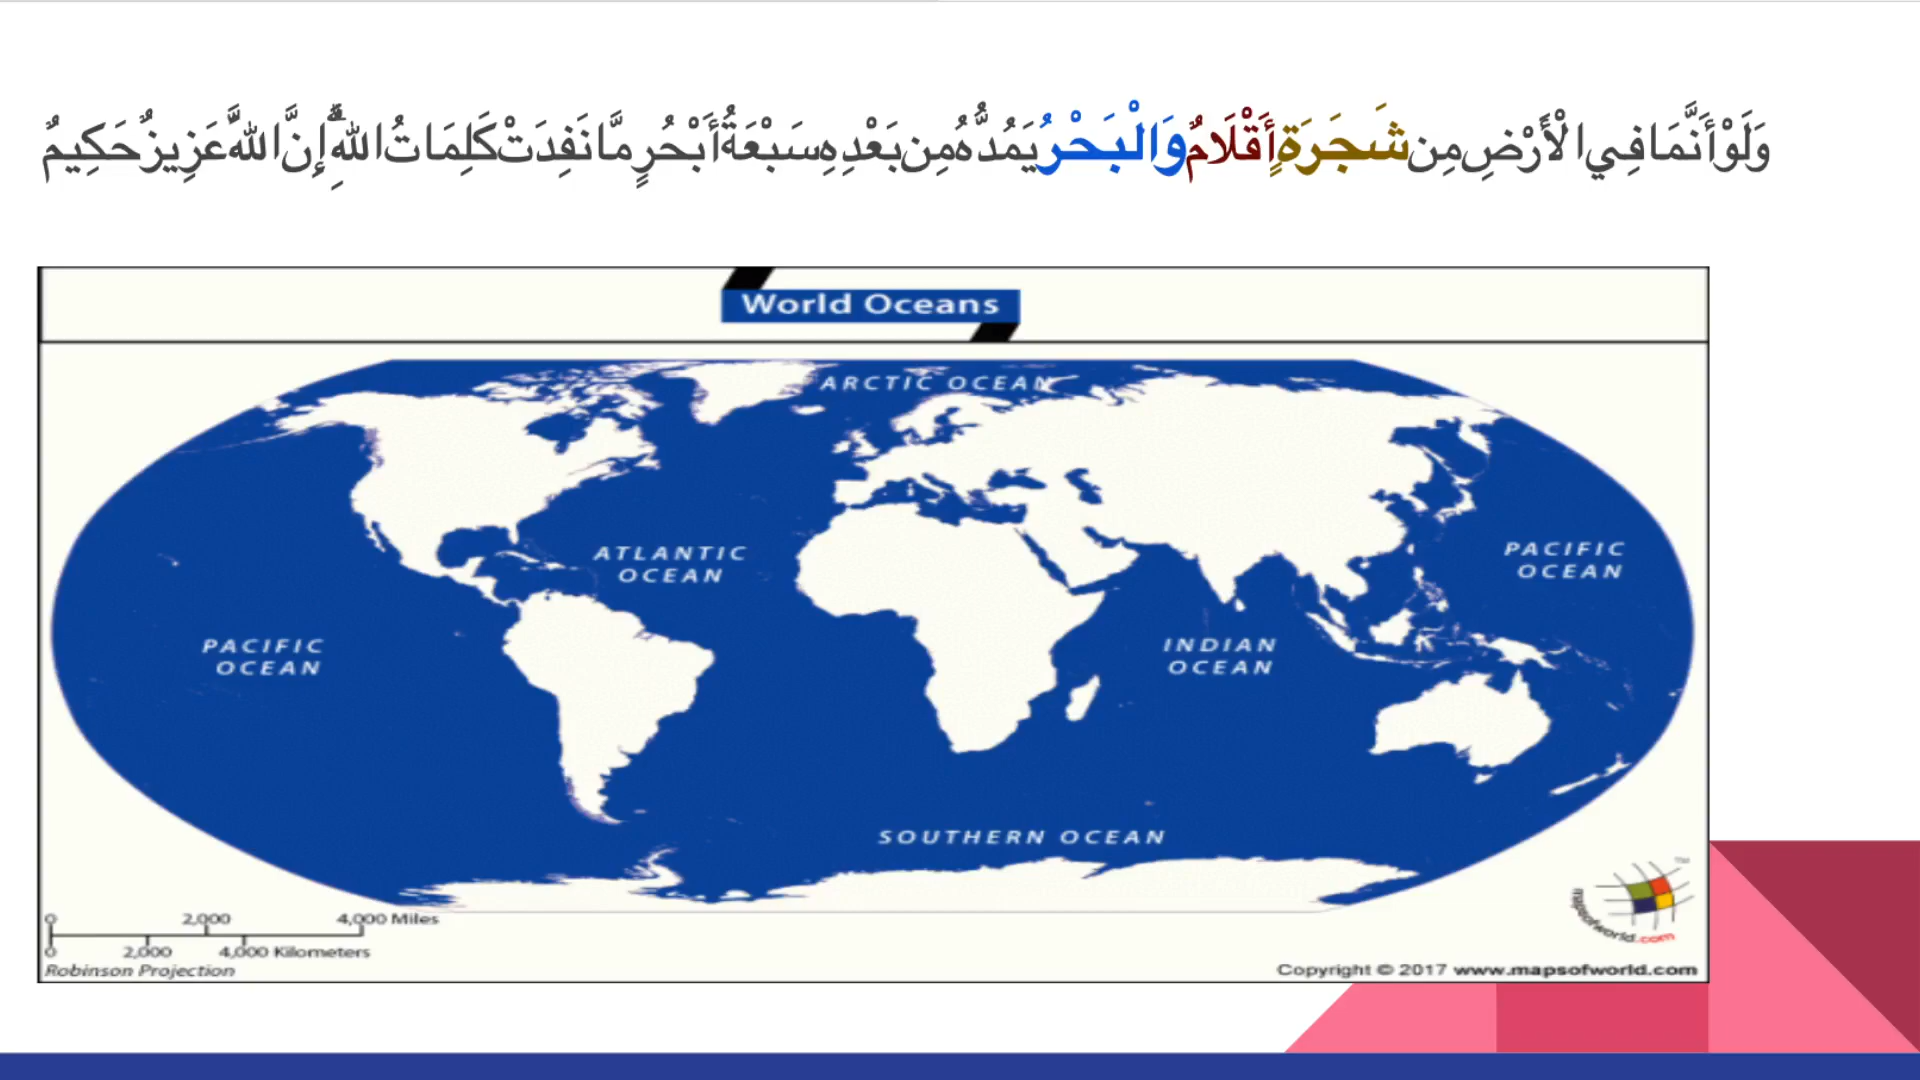 وَلَوْ أَنَّمَا فِي الْأَرْضِ مِن شَجَرَةٍ أَقْلَامٌ وَالْبَحْرُ يَمُدُّهُ مِن بَعْدِهِ سَبْعَةُ أَبْحُرٍ مَّا نَفِدَتْ كَلِمَاتُ اللَّهِ ۗ إِنَّ اللَّهَ عَزِيزٌ حَكِيمٌ
World Oceans
ARCTIC OCEAN
ATLANTIC
OCEAN
PACIFIC
OCEAN
PACIFIC
OCEAN
INDIAN
OCEAN
SOUTHERN OCEAN
0 2,000 4,000 Miles
0 2,000 4,000 Kilometers
Robinson Projection
mapsofworld.com
TM
Copyright © 2017 www.mapsofworld.com